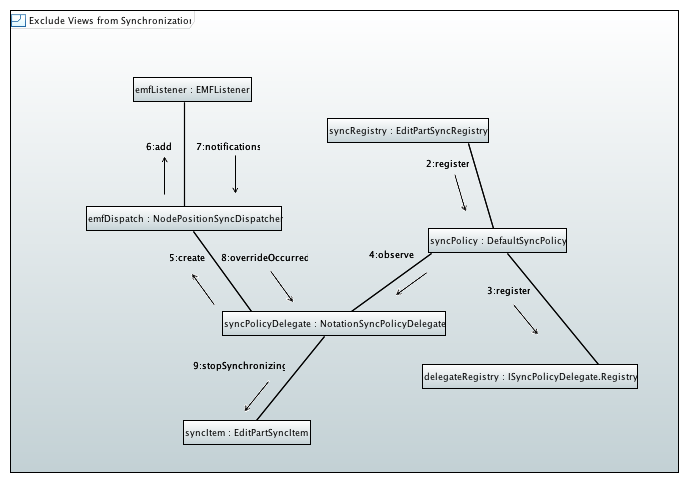 Exclude Views from Synchronization
emfListener : EMFListener
syncRegistry : EditPartSyncRegistry
6:add
7:notifications
2:register
emfDispatch : NodePositionSyncDispatcher
syncPolicy : DefaultSyncPolicy
5:create
8:overrideOccurred
4:observe
3:register
syncPolicyDelegate : NotationSyncPolicyDelegate
9:stopSynchronizing
delegateRegistry : ISyncPolicyDelegate.Registry
syncItem : EditPartSyncItem